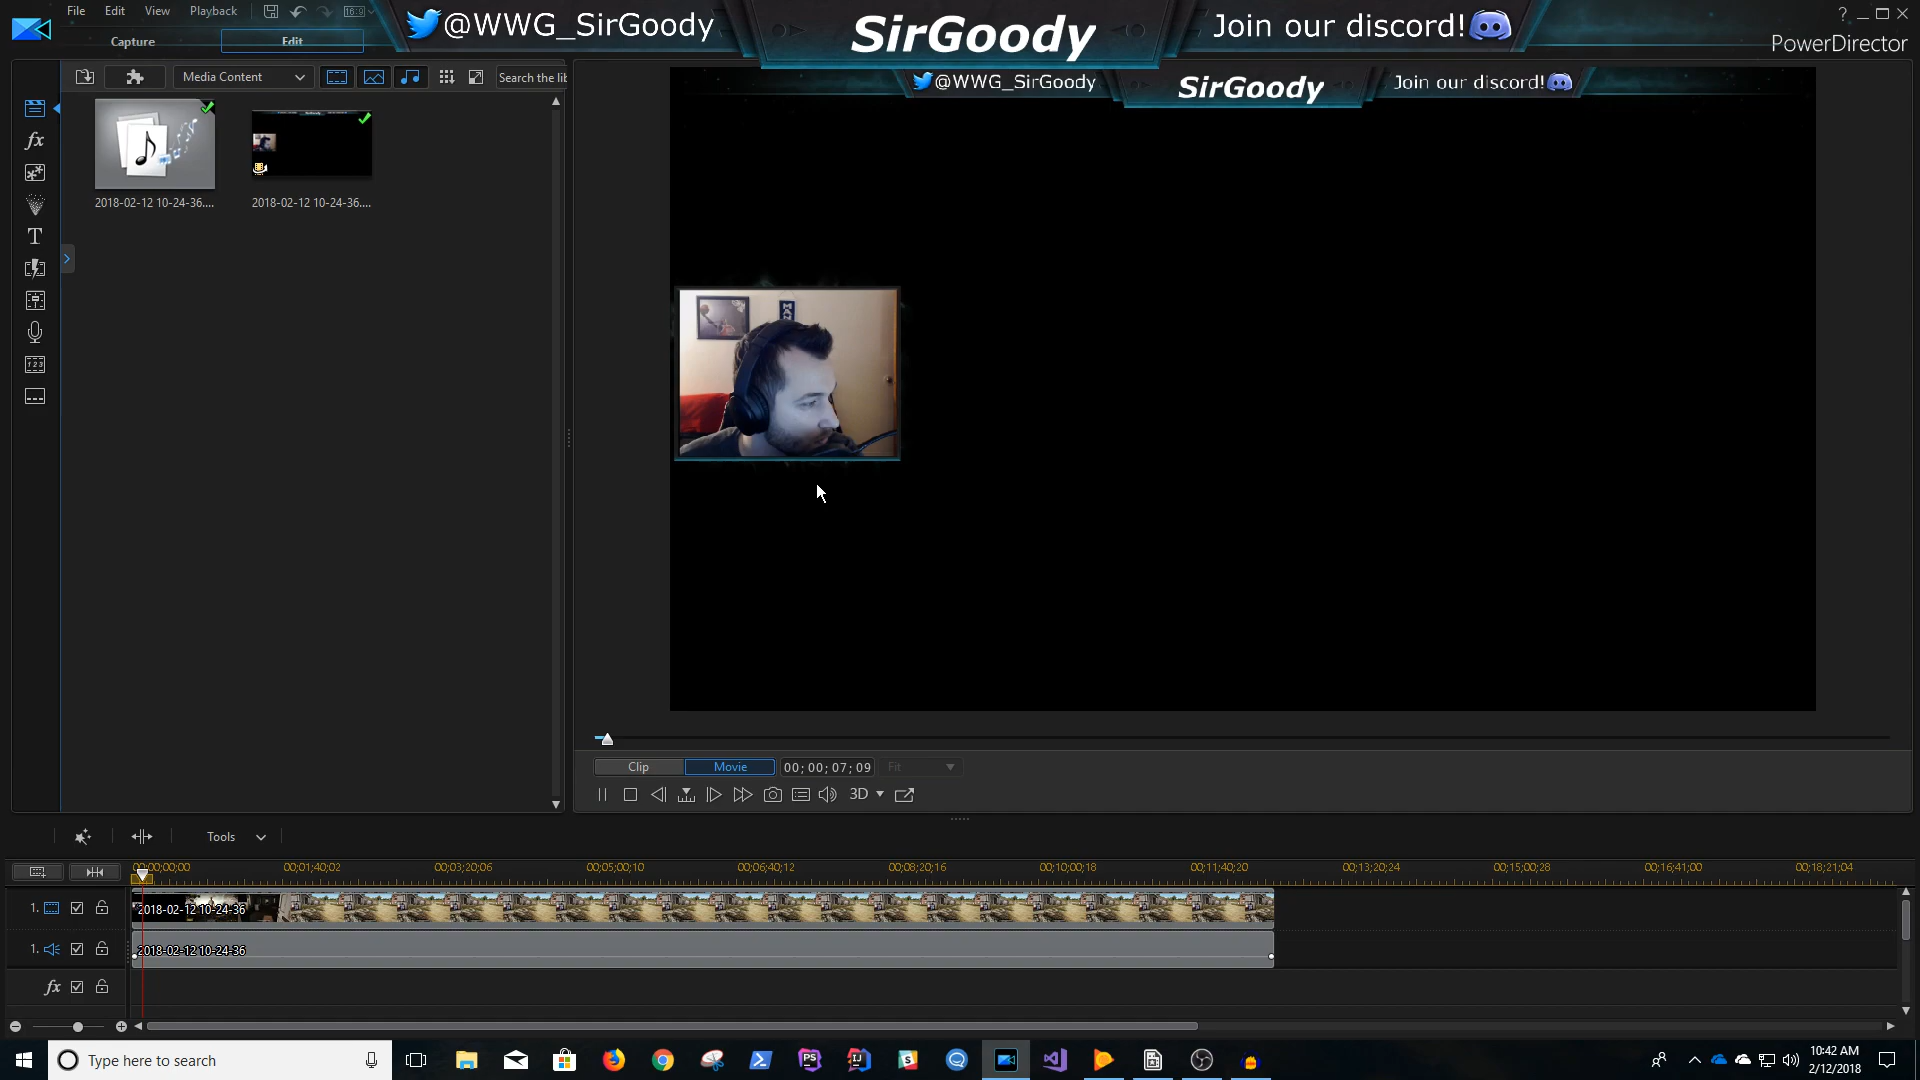 File Edit View Playback
@WWG_SirGoody
SirGoody
Join our discord!
PowerDirector
Capture
Edit
Media Content
Search the lib
2018-02-12 10-24-36....
2018-02-12 10-24-36....
@WWG_SirGoody
SirGoody
Join our discord!
Clip
Movie
00; 00; 07; 09
Fit
3D
Tools
00;00;00;00
00;01;40;02
00;03;20;06
00;05;00;10
00;06;40;12
00;08;20;16
00;10;00;18
00;11;40;20
00;13;20;24
00;15;00;28
00;16;41;00
00;18;21;04
1.
2018-02-12 10-24-36
1.
2018-02-12 10-24-36
fx
Type here to search
10:42 AM
2/12/2018